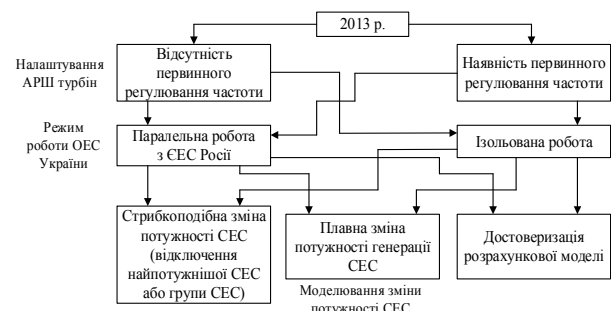 2013 р.
Налаштування
АРШ турбін
Відсутність
первинного
регулювання частоти
Наявність первинного
регулювання частоти
Режим
роботи ОЕС
України
Паралельна робота
з ЄЕС Росії
Ізольована робота
Стрибкоподібна зміна
потужності СЕС
(відключення
найпотужнішої СЕС
або групи СЕС)
Плавна зміна
потужності генерації
СЕС
Достоверизація
розрахункової моделі
Моделювання зміни
потужності СЕС